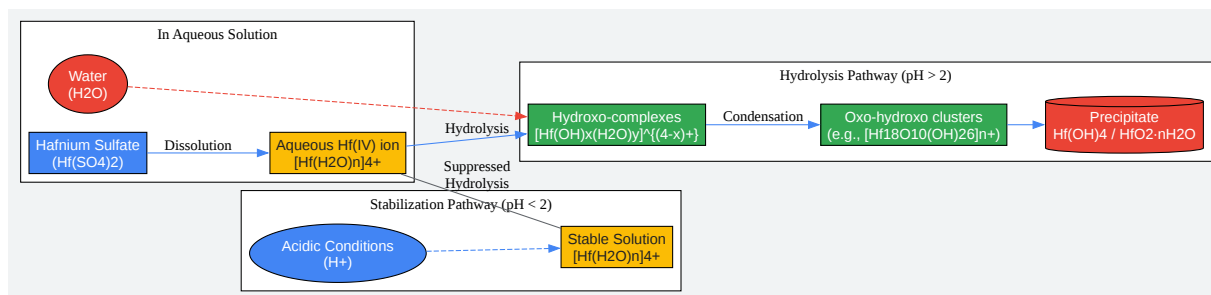 In Aqueous Solution
Water
(H2O)
Hafnium Sulfate
(Hf(SO4)2)
Dissolution
Aqueous Hf(IV) ion
[Hf(H2O)n]4+
Hydrolysis
Suppressed
Hydrolysis
Hydrolysis Pathway (pH > 2)
Hydroxo-complexes
[Hf(OH)x(H2O)y]^{(4-x)+}
Condensation
Oxo-hydroxo clusters
(e.g., [Hf18O10(OH)26]n+)
Precipitate
Hf(OH)4 / HfO2·nH2O
Stabilization Pathway (pH < 2)
Acidic Conditions
(H+)
Stable Solution
[Hf(H2O)n]4+